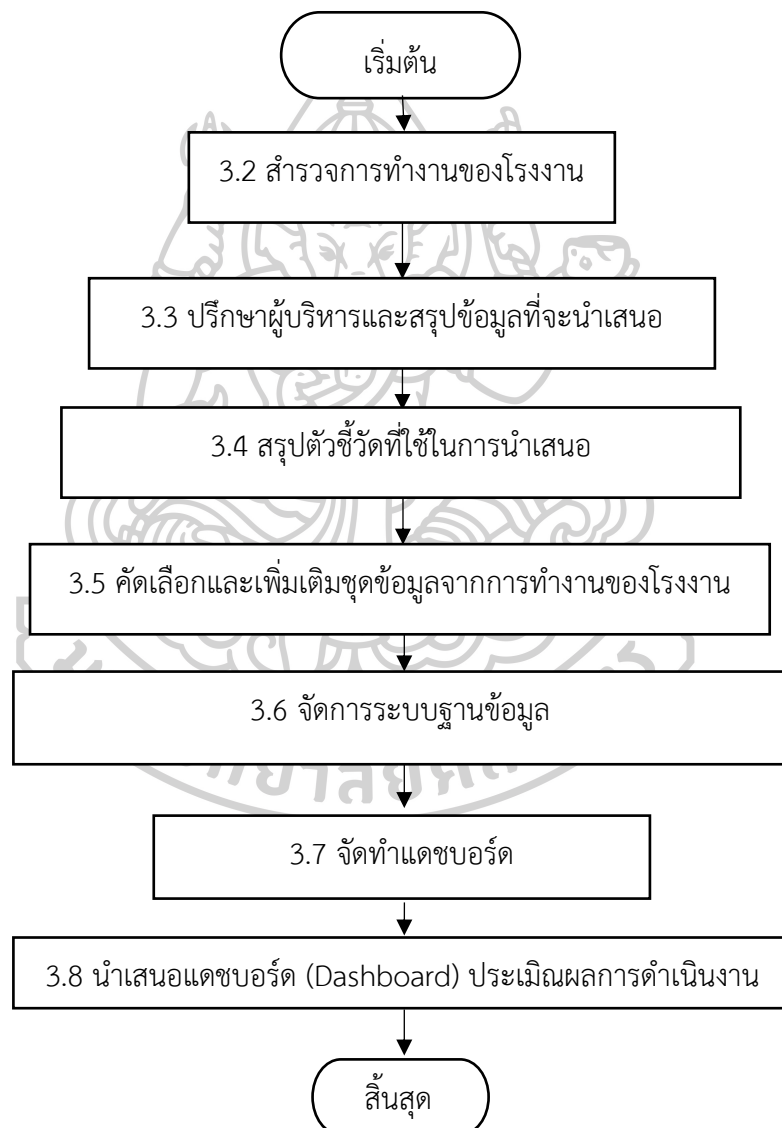 เริ่มต้น
3.2 สำรวจการทำงานของโรงงาน
3.3 ปรึกษาผู้บริหารและสรุปข้อมูลที่จะนำเสนอ
3.4 สรุปตัวชี้วัดที่ใช้ในการนำเสนอ
3.5 คัดเลือกและเพิ่มเติมชุดข้อมูลจากการทำงานของโรงงาน
3.6 จัดการระบบฐานข้อมูล
3.7 จัดทำแดชบอร์ด
3.8 นำเสนอแดชบอร์ด (Dashboard) ประเมิณผลการดำเนินงาน
สิ้นสุด